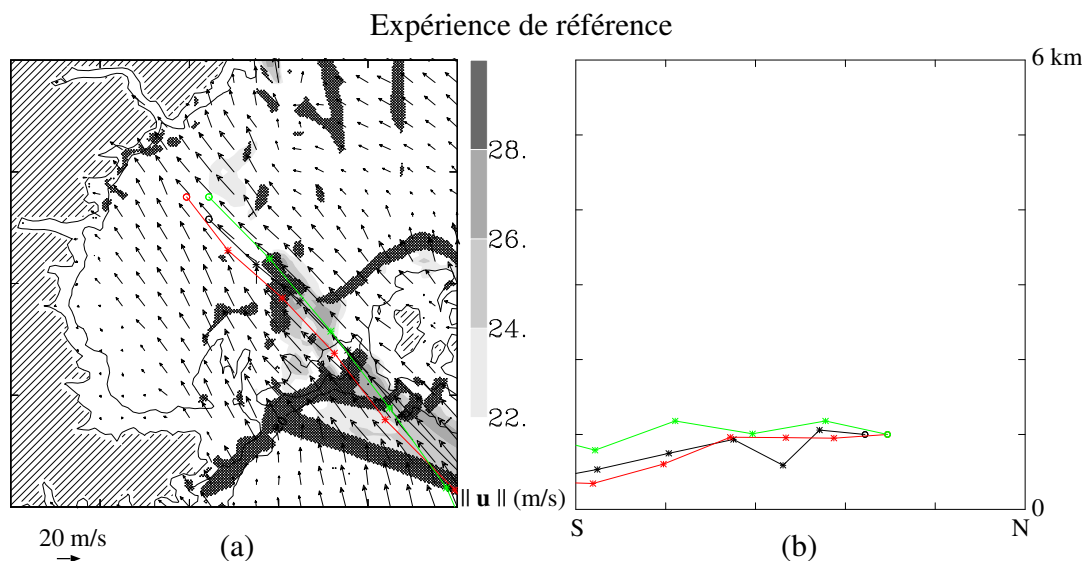 Expérience de référence
6 km
28.
26.
24.
22.
|| u || (m/s)
0
S
N
20 m/s
(a)
(b)